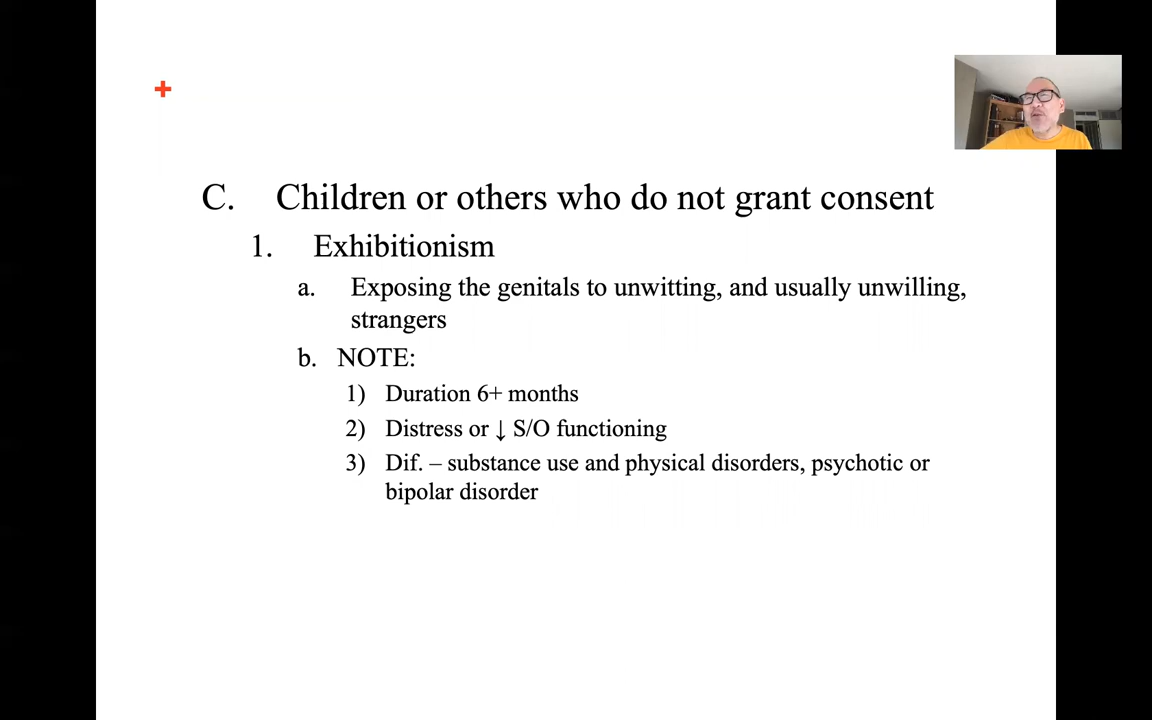 C. Children or others who do not grant consent
1. Exhibitionism
a. Exposing the genitals to unwitting, and usually unwilling,
strangers
b. NOTE:
1) Duration 6+ months
2) Distress or ↓ S/O functioning
3) Dif. – substance use and physical disorders, psychotic or
bipolar disorder